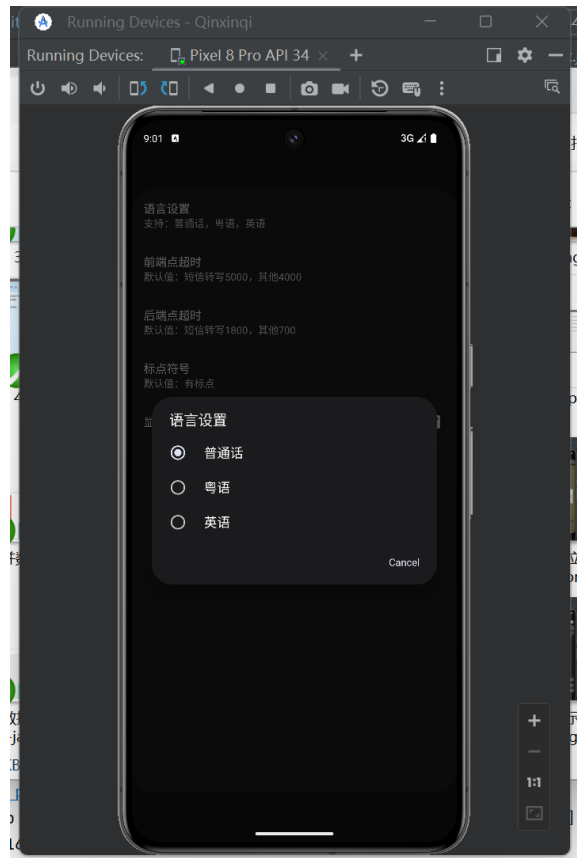 Running Devices - Qinxinqi
Running Devices:
Pixel 8 Pro API 34
9:01
3G
语言设置
支持：普通话，粤语，英语
前端点超时
默认值：短信转写5000，其他4000
后端点超时
默认值：短信转写1800，其他700
标点符号
默认值：有标点
语言设置
普通话
粤语
英语
Cancel
1:1